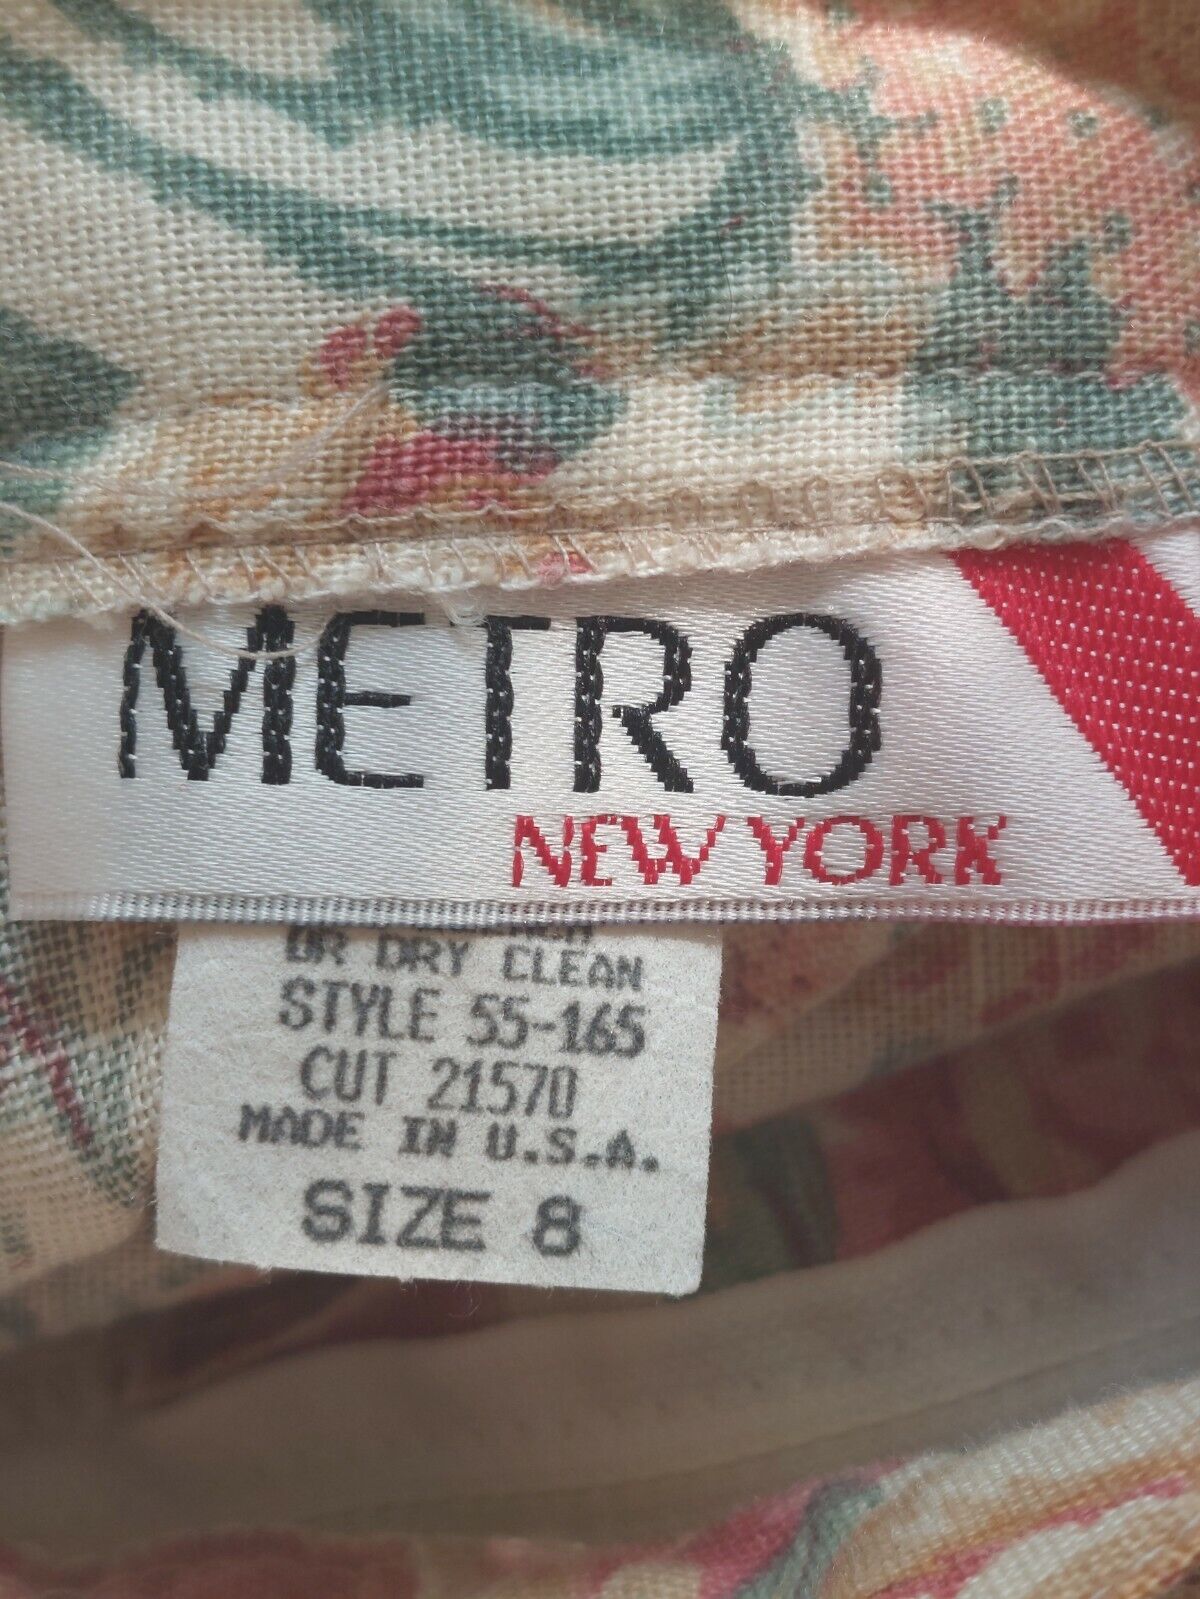 METRO
NEW YORK
OR DRY CLEAN
STYLE 55-165
CUT 21570
MADE IN U.S.A.
SIZE 8